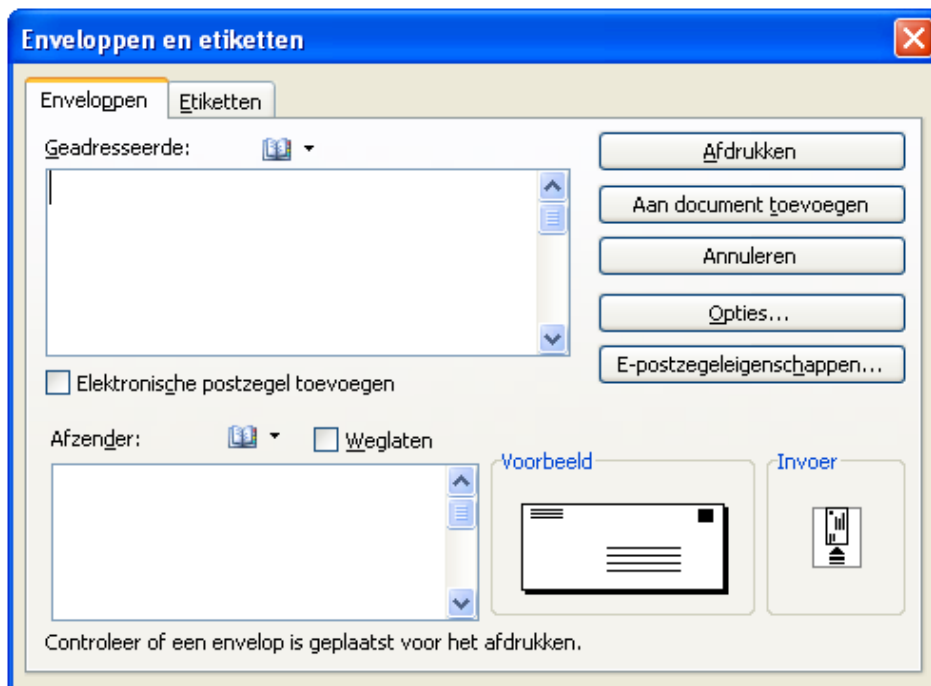 Enveloppen en etiketten
Enveloppen
Etiketten
Geadresseerde:
Afdrukken
Aan document toevoegen
Annuleren
Opties...
E-postzegeleigenschappen...
Elektronische postzegel toevoegen
Afzender:
Weglaten
Voorbeeld
Invoer
Controleer of een envelop is geplaatst voor het afdrukken.